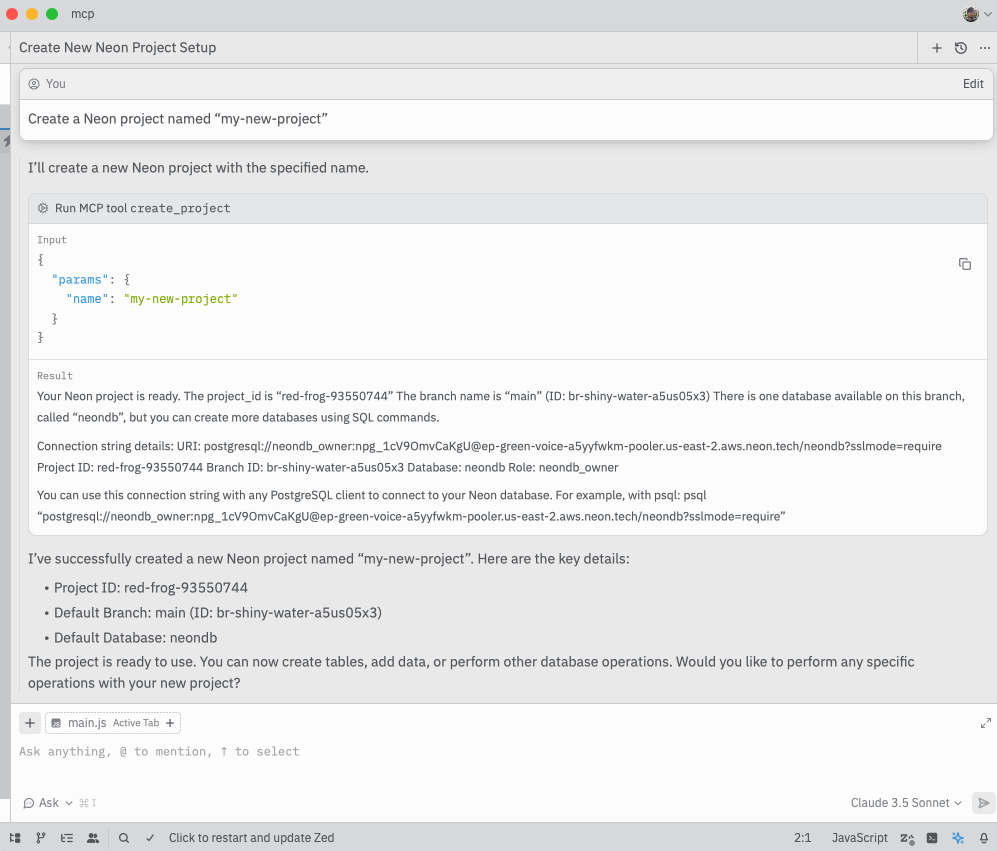 mcp
Create New Neon Project Setup
You
Edit
Create a Neon project named “my-new-project”
I’ll create a new Neon project with the specified name.
Run MCP tool create_project
Input
{
"params": {
"name": "my-new-project"
}
}
Result
Your Neon project is ready. The project_id is “red-frog-93550744” The branch name is “main” (ID: br-shiny-water-a5us05x3) There is one database available on this branch,
called “neondb”, but you can create more databases using SQL commands.
Connection string details: URI: postgresql://neondb_owner:npg_1cV9OmvCaKgU@ep-green-voice-a5yyfwkm-pooler.us-east-2.aws.neon.tech/neondb?sslmode=require
Project ID: red-frog-93550744 Branch ID: br-shiny-water-a5us05x3 Database: neondb Role: neondb_owner
You can use this connection string with any PostgreSQL client to connect to your Neon database. For example, with psql: psql
“postgresql://neondb_owner:npg_1cV9OmvCaKgU@ep-green-voice-a5yyfwkm-pooler.us-east-2.aws.neon.tech/neondb?sslmode=require”
I’ve successfully created a new Neon project named “my-new-project”. Here are the key details:
• Project ID: red-frog-93550744
• Default Branch: main (ID: br-shiny-water-a5us05x3)
• Default Database: neondb
The project is ready to use. You can now create tables, add data, or perform other database operations. Would you like to perform any specific
operations with your new project?
main.js Active Tab +
Ask anything, @ to mention, ↑ to select
Ask ⌘I
Claude 3.5 Sonnet
Click to restart and update Zed
2:1 JavaScript